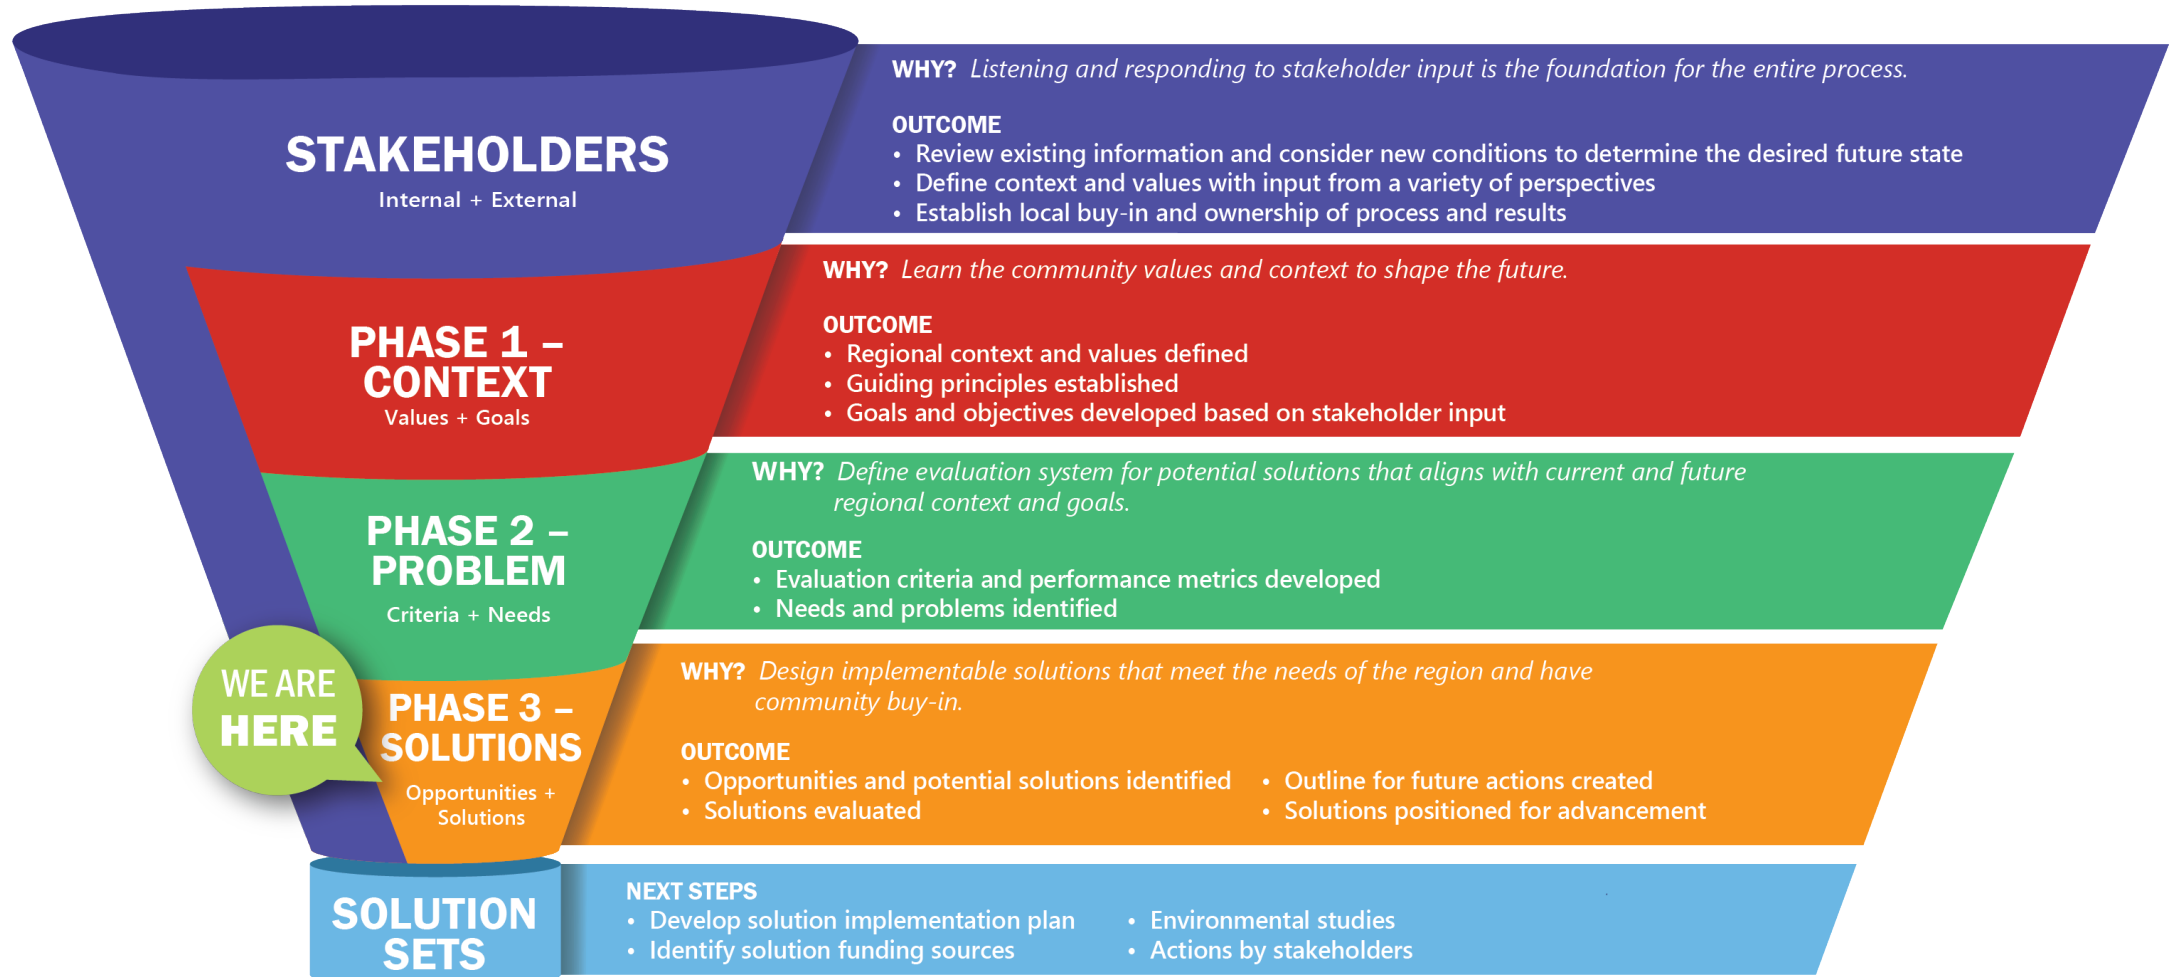 STAKEHOLDERS
Internal + External
WHY? Listening and responding to stakeholder input is the foundation for the entire process.
OUTCOME
• Review existing information and consider new conditions to determine the desired future state
• Define context and values with input from a variety of perspectives
• Establish local buy-in and ownership of process and results
PHASE 1 –
CONTEXT
Values + Goals
WHY? Learn the community values and context to shape the future.
OUTCOME
• Regional context and values defined
• Guiding principles established
• Goals and objectives developed based on stakeholder input
PHASE 2 –
PROBLEM
Criteria + Needs
WHY? Define evaluation system for potential solutions that aligns with current and future
regional context and goals.
OUTCOME
• Evaluation criteria and performance metrics developed
• Needs and problems identified
WE ARE
HERE
PHASE 3 –
SOLUTIONS
Opportunities +
Solutions
WHY? Design implementable solutions that meet the needs of the region and have
community buy-in.
OUTCOME
• Opportunities and potential solutions identified
• Solutions evaluated
• Outline for future actions created
• Solutions positioned for advancement
SOLUTION
SETS
NEXT STEPS
• Develop solution implementation plan
• Identify solution funding sources
• Environmental studies
• Actions by stakeholders